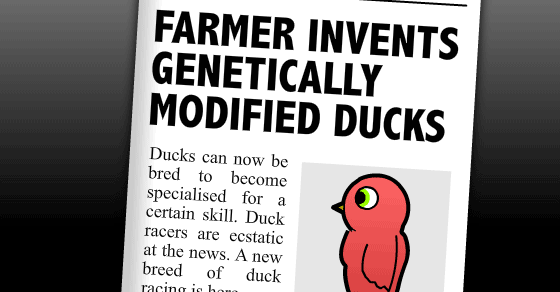 FARMER INVENTS
GENETICALLY
MODIFIED DUCKS
Ducks can now be
bred to become
specialised for a
certain skill. Duck
racers are ecstatic
at the news. A new
breed of duck
racing is here